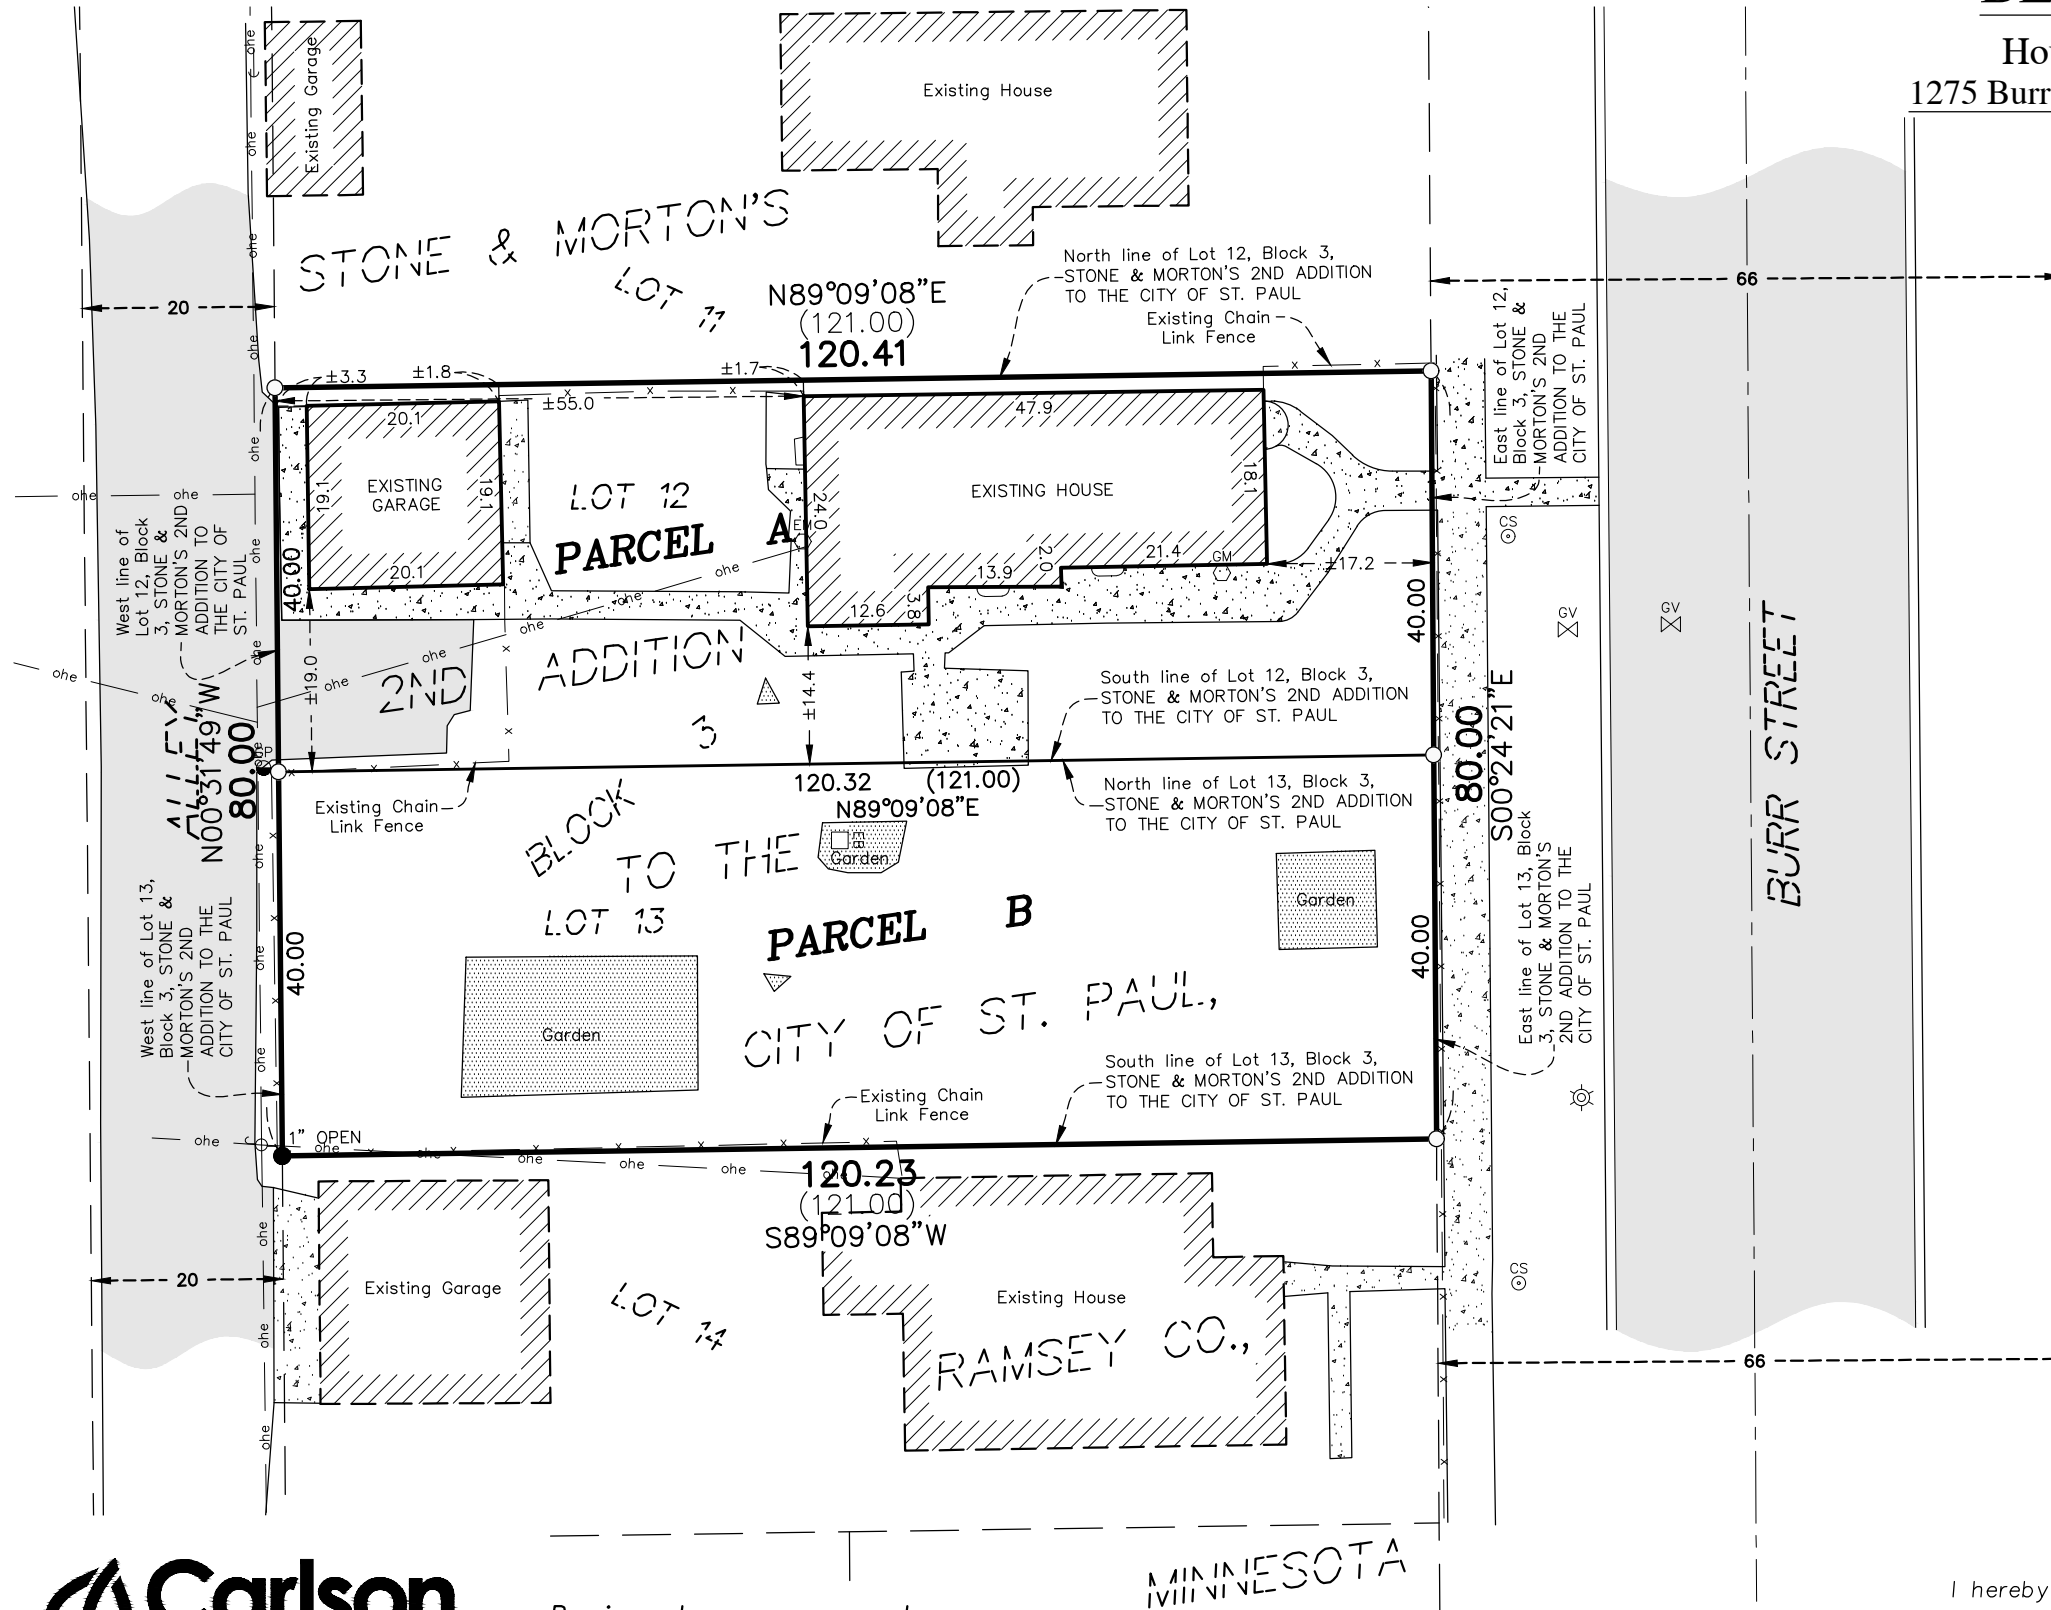 Ho
1275 Burr
Existing Garage
Existing House
STONE & MORTON'S
LOT 11
North line of Lot 12, Block 3,
STONE & MORTON'S 2ND ADDITION
TO THE CITY OF ST. PAUL
Existing Chain
Link Fence
N89°09'08"E
(121.00)
120.41
20
66
ohe
±3.3
±1.8
±1.7
±55.0
20.1
47.9
EXISTING
GARAGE
19.1
19.1
20.1
LOT 12
PARCEL A
EM
24.0
EXISTING HOUSE
18.1
2.0
21.4
GM
13.9
12.6
3.8
±17.2
East line of Lot 12,
Block 3, STONE &
MORTON'S 2ND
ADDITION TO THE
CITY OF ST. PAUL
CS
West line of
Lot 12, Block
3, STONE &
MORTON'S 2ND
ADDITION TO
THE CITY OF
ST. PAUL
40.00
40.00
GV
GV
±19.0
±14.4
2ND
ADDITION
3
South line of Lot 12, Block 3,
STONE & MORTON'S 2ND ADDITION
TO THE CITY OF ST. PAUL
ALLEY
N00°31'49"W
80.00
80.00
S00°24'21"E
BURR STREET
120.32
(121.00)
N89°09'08"E
North line of Lot 13, Block 3,
STONE & MORTON'S 2ND ADDITION
TO THE CITY OF ST. PAUL
Existing Chain
Link Fence
BLOCK
TO THE
EB
Garden
Garden
LOT 13
PARCEL B
West line of Lot 13,
Block 3, STONE &
MORTON'S 2ND
ADDITION TO THE
CITY OF ST. PAUL
40.00
40.00
East line of Lot 13, Block
3, STONE & MORTON'S
2ND ADDITION TO THE
CITY OF ST. PAUL
Garden
CITY OF ST. PAUL,
South line of Lot 13, Block 3,
STONE & MORTON'S 2ND ADDITION
TO THE CITY OF ST. PAUL
Existing Chain
Link Fence
1" OPEN
ohe
120.23
(121.00)
S89°09'08"W
20
Existing Garage
LOT 14
Existing House
RAMSEY CO.,
CS
66
MINNESOTA
Carlson
I hereby